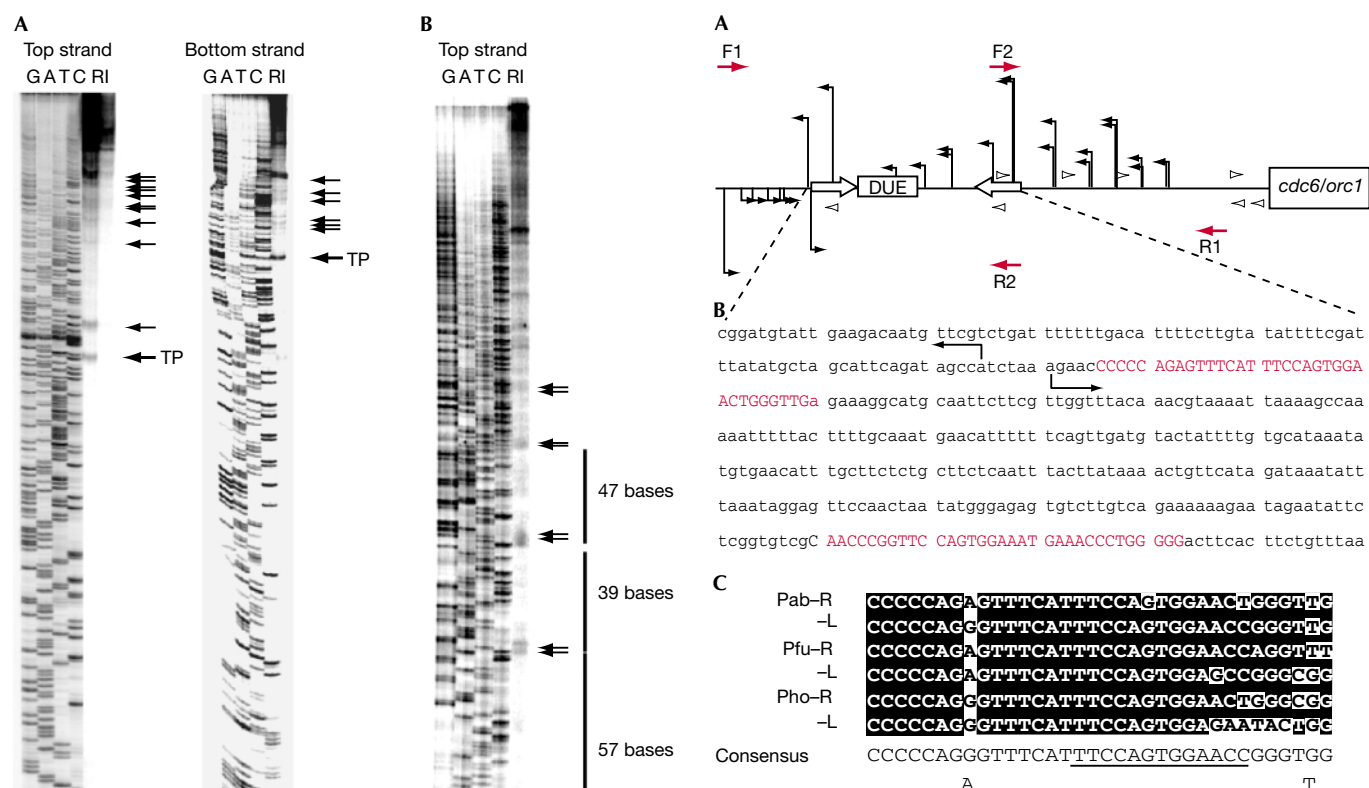 A
Top strand
G A T C RI
TP
Bottom strand
G A T C RI
TP
B
Top strand
G A T C RI
47 bases
39 bases
57 bases
A
F1
F2
DUE
cdc6/orc1
R1
R2
B
cggatgtatt gaagacaatg ttcgtctgat tttttttgaca ttttcttgta tattttcgat
ttatatgcta gcattcagat agccatctaa agaacCCCCC AGAGTTTCAT TTCCAGTGGA
ACTGGGTTGa gaaaggcatg caattcttcg ttggtttaca aacgtaaaat taaaagccaa
aaatttttac ttttgcaaat gaacattttt tcagttgatg tactattttg tgcataaata
tgtgaacatt tgcttctctg cttctcaatt tacttataaa actgttcata gataaatatt
taaataggag ttccaactaa tatgggagag tgtcttgtca gaaaaaagaa tagaatattc
tcggtgtcgC AACCCGGTTC CAGTGGAAAT GAAACCCTGG GGGacttcac ttctgtttaa
C
Pab–R CCCCCAGAGTTTCATTTCCAGTGGAACTGGGTTG
–L CCCCCAGGGTTTCATTTCCAGTGGAACCGGGTTG
Pfu–R CCCCCAGAGTTTCATTTCCAGTGGAACCAGGTTT
–L CCCCCAGAGTTTCATTTCCAGTGGAGCCGGGCGG
Pho–R CCCCCAGGGTTTCATTTCCAGTGGAACTGGGCGG
–L CCCCCAGGGTTTCATTTCCAGTGGAGAATACTGG
Consensus CCCCCAGGGTTTCATTTCCAGTGGAACCGGGTGG
A T